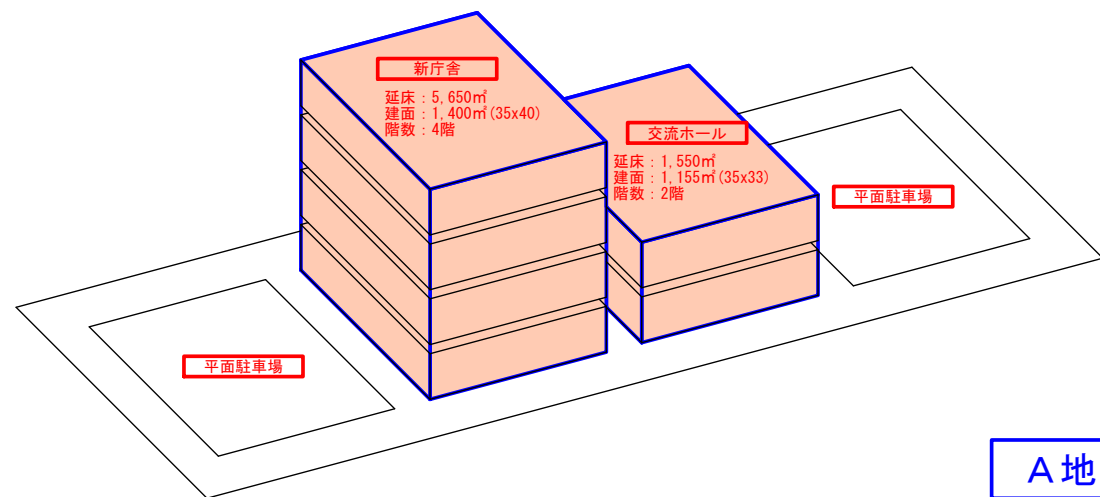 新庁舎
延床：5,650㎡
建面：1,400㎡(35x40)
階数：4階
交流ホール
延床：1,550㎡
建面：1,155㎡(35x33)
階数：2階
平面駐車場
平面駐車場
A地